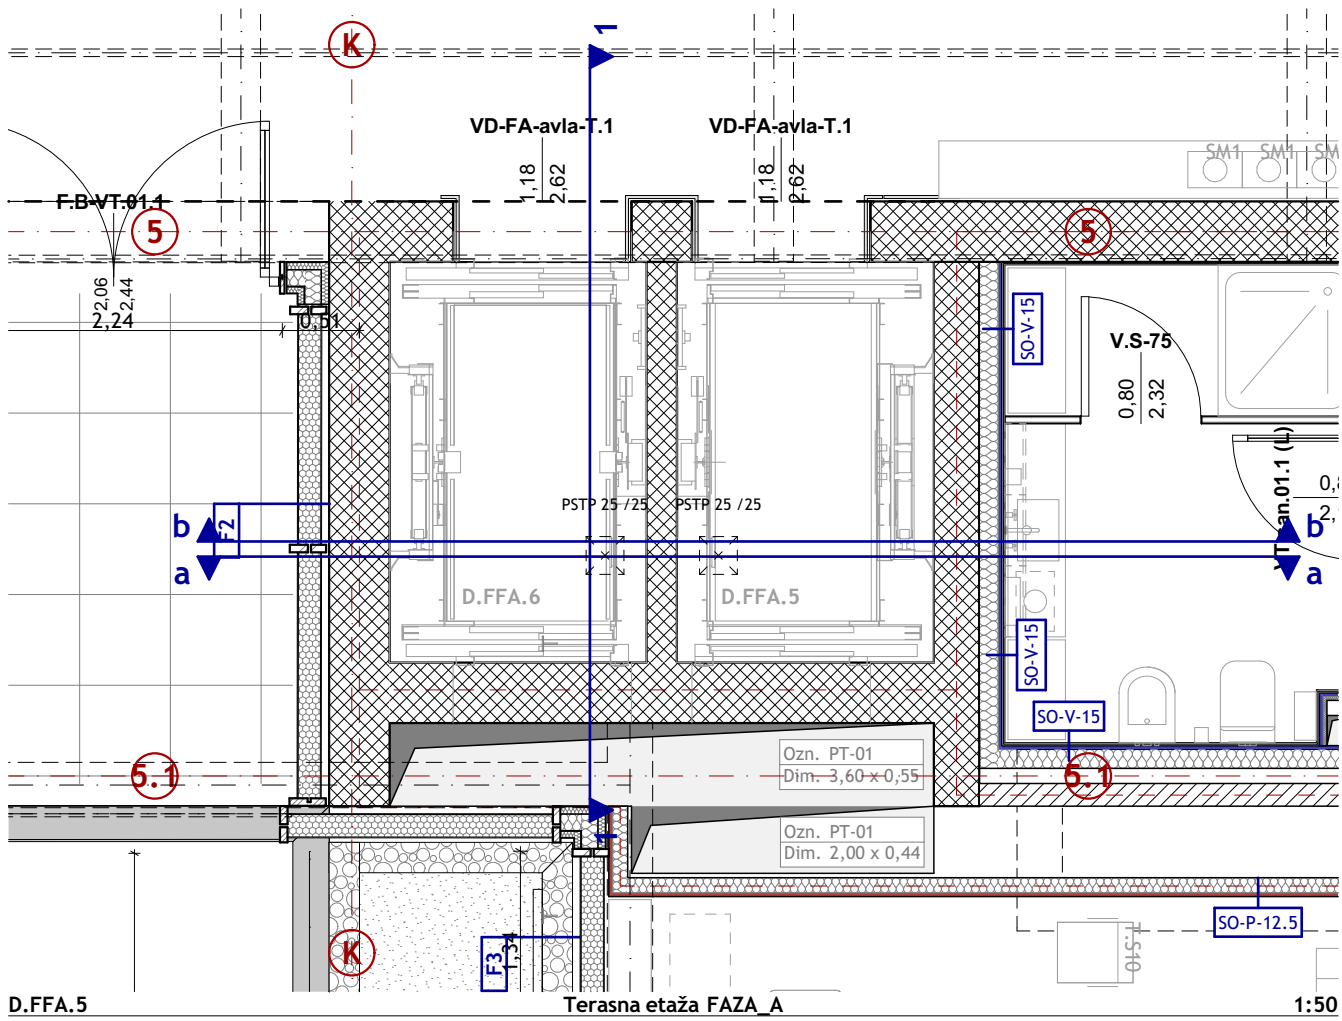 K
1
VD-FA-avla-T.1
VD-FA-avla-T.1
1,18
2,62
1,18
2,62
SM1
SM1
F.B-VT.01.1
5
5
2,06
2,44
2,24
0,51
SO-V-15
V.S-75
0,80
2,32
PSTP 25 /25
PSTP 25 /25
F2
b
b
a
a
D.FFA.6
D.FFA.5
SO-V-15
SO-V-15
5.1
5.1
Ozn. PT-01
Dim. 3,60 x 0,55
Ozn. PT-01
Dim. 2,00 x 0,44
1
SO-P-12.5
K
F3
1,34
T.S10
D.FFA.5
Terasna etaža FAZA_A
1:50